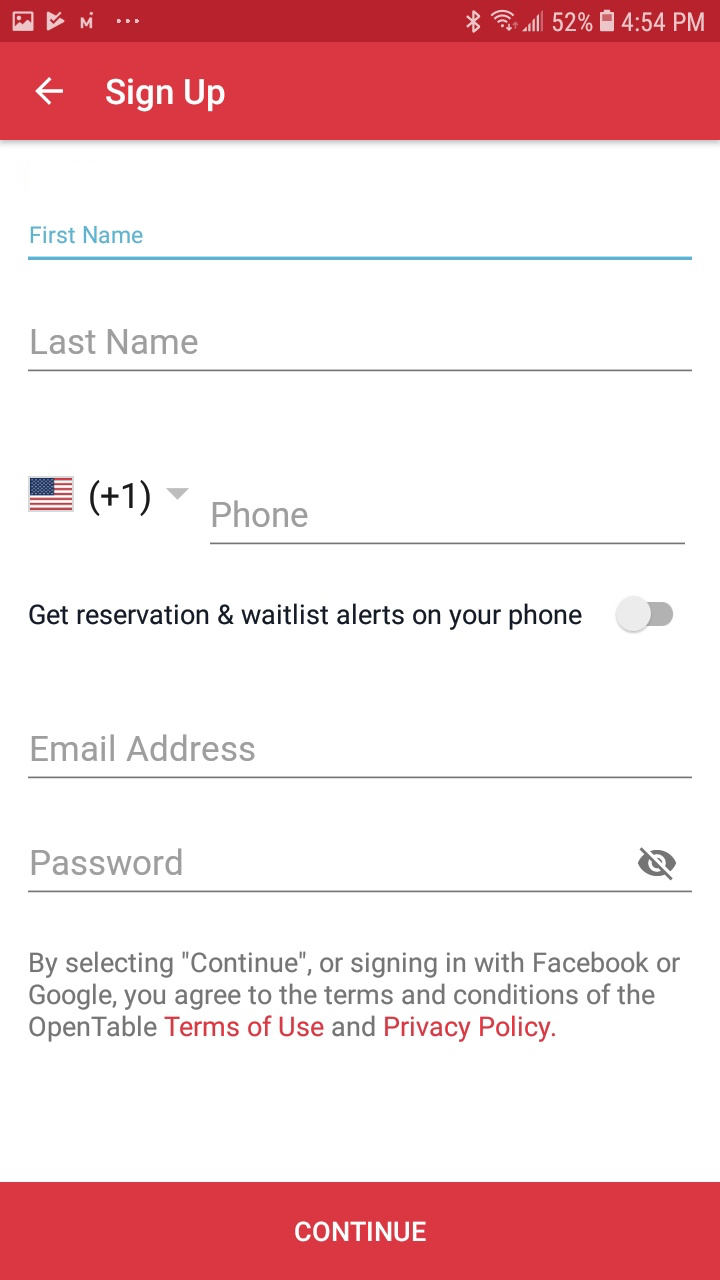 52% 4:54 PM
Sign Up
First Name
Last Name
(+1)
Phone
Get reservation & waitlist alerts on your phone
Email Address
Password
By selecting "Continue", or signing in with Facebook or
Google, you agree to the terms and conditions of the
OpenTable Terms of Use and Privacy Policy.
CONTINUE